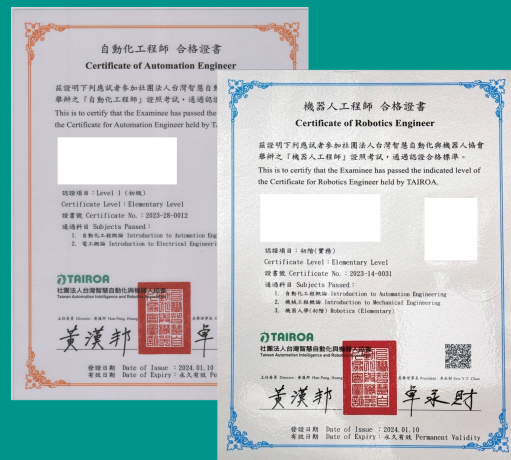 自動化工程師 合格證書
Certificate of Automation Engineer
茲證明下列應試者參加社團法人台灣智慧自動
舉辦之「自動化工程師」證照考試,通過認證
This is to certify that the Examinee has passed the
the Certificate for Automation Engineer held by TA
認證項目:Level 1 (初級)
Certificate Level:Elementary Level
證書號 Certificate No. :2023-28-0012
通過科目 Subjects Passed:
1. 自動化工程概論 Introduction to Automation Eng
2. 電工概論 Introduction to Electrical Engineeri
TAIROA
社團法人台灣智慧自動化與機器人協會
Taiwan Automation Intelligence and Robotics Association
黃漢邦
卓
發證日期 Date of Issue :2024.01.10
有效日期 Date of Expiry:永久有效 Pe
機器人工程師 合格證書
Certificate of Robotics Engineer
茲證明下列應試者參加社團法人台灣智慧自動化與機器人協會
舉辦之「機器人工程師」證照考試,通過認證合格標準。
This is to certify that the Examinee has passed the indicated level of
the Certificate for Robotics Engineer held by TAIROA.
認證項目:初階(實務)
Certificate Level:Elementary Level
證書號 Certificate No. :2023-14-0031
通過科目 Subjects Passed:
1. 自動化工程概論 Introduction to Automation Engineering
2. 機械工程概論 Introduction to Mechanical Engineering
3. 機器人學(初階) Robotics (Elementary)
TAIROA
社團法人台灣智慧自動化與機器人協會
Taiwan Automation Intelligence and Robotics
黃漢邦
卓永財
發證日期 Date of Issue :2024.01.10
有效日期 Date of Expiry:永久有效 Permanent Validity